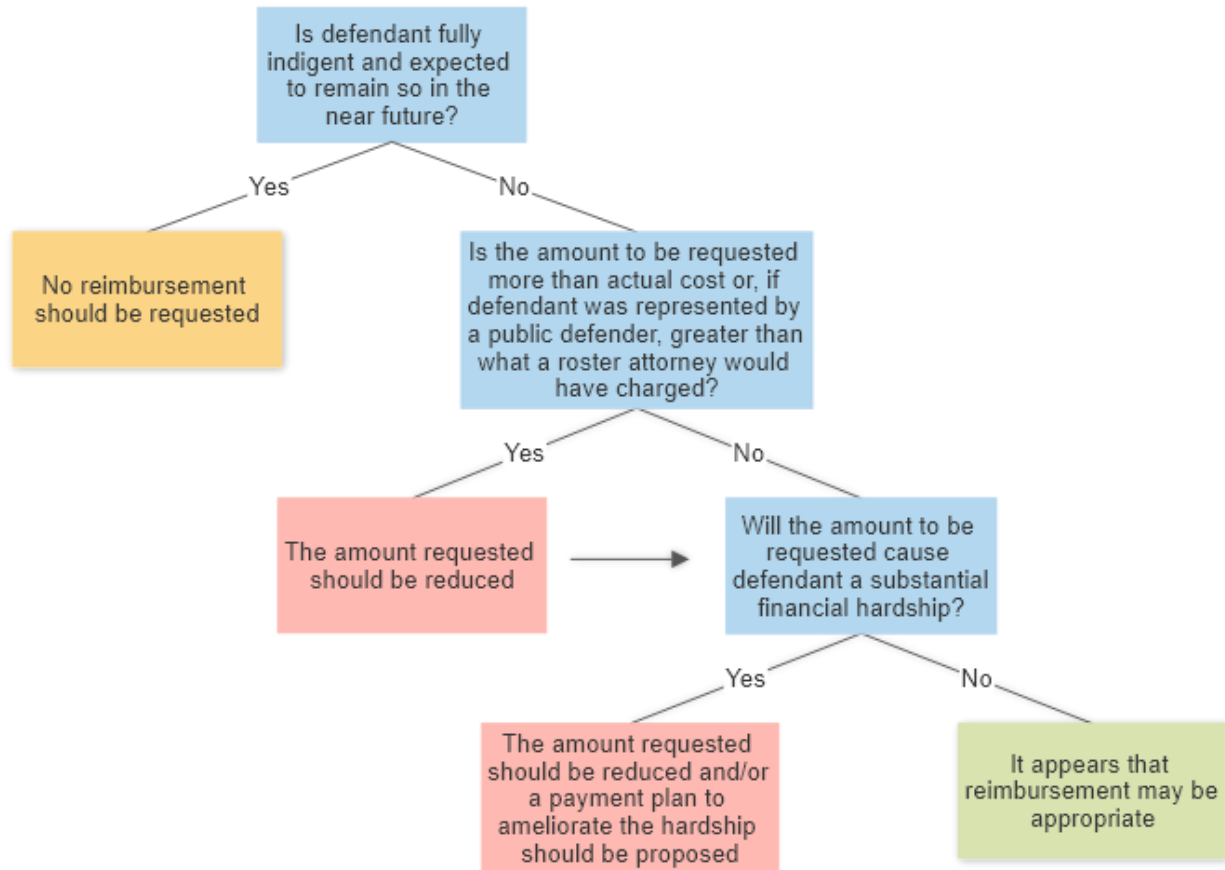 Is defendant fully
indigent and expected
to remain so in the
near future?
Yes
No
No reimbursement
should be requested
Is the amount to be requested
more than actual cost or, if
defendant was represented by
a public defender, greater than
what a roster attorney would
have charged?
Yes
No
The amount requested
should be reduced
Will the amount to be
requested cause
defendant a substantial
financial hardship?
Yes
No
The amount requested
should be reduced and/or
a payment plan to
ameliorate the hardship
should be proposed
It appears that
reimbursement may be
appropriate